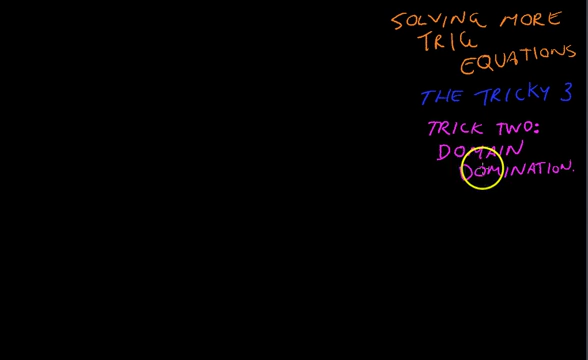 SOLVING MORE
TRIG
EQUATIONS
THE TRICKY 3
TRICK TWO:
DOMAIN
DOMINATION.